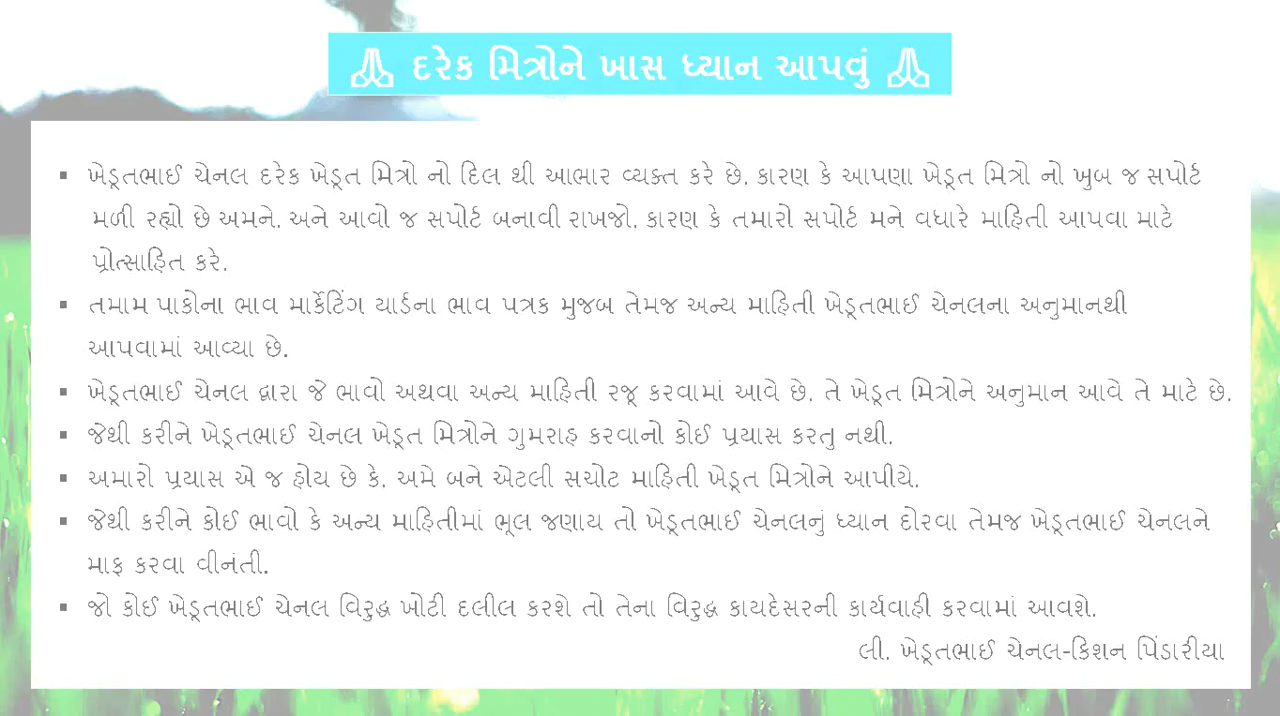 🙏 દરેક મિત્રોને ખાસ ધ્યાન આપવું 🙏
▪ ખેડૂતભાઈ ચેનલ દરેક ખેડૂત મિત્રો નો દિલ થી આભાર વ્યક્ત કરે છે, કારણ કે આપણા ખેડૂત મિત્રો નો ખુબ જ સપોર્ટ
મળી રહ્યો છે અમને, અને આવો જ સપોર્ટ બનાવી રાખજો, કારણ કે તમારો સપોર્ટ મને વધારે માહિતી આપવા માટે
પ્રોત્સાહિત કરે.
▪ તમામ પાકોના ભાવ માર્કેટિંગ યાર્ડના ભાવ પત્રક મુજબ તેમજ અન્ય માહિતી ખેડૂતભાઈ ચેનલના અનુમાનથી
આપવામાં આવ્યા છે.
▪ ખેડૂતભાઈ ચેનલ દ્વારા જે ભાવો અથવા અન્ય માહિતી રજૂ કરવામાં આવે છે, તે ખેડૂત મિત્રોને અનુમાન આવે તે માટે છે.
▪ જેથી કરીને ખેડૂતભાઈ ચેનલ ખેડૂત મિત્રોને ગુમરાહ કરવાનો કોઈ પ્રયાસ કરતુ નથી.
▪ અમારો પ્રયાસ એ જ હોય છે કે, અમે બને એટલી સચોટ માહિતી ખેડૂત મિત્રોને આપીયે.
▪ જેથી કરીને કોઈ ભાવો કે અન્ય માહિતીમાં ભૂલ જણાય તો ખેડૂતભાઈ ચેનલનું ધ્યાન દોરવા તેમજ ખેડૂતભાઈ ચેનલને
માફ કરવા વીનંતી.
▪ જો કોઈ ખેડૂતભાઈ ચેનલ વિરુદ્ધ ખોટી દલીલ કરશે તો તેના વિરુદ્ધ કાયદેસરની કાર્યવાહી કરવામાં આવશે.
લી. ખેડૂતભાઈ ચેનલ-કિશન પિંડારીયા